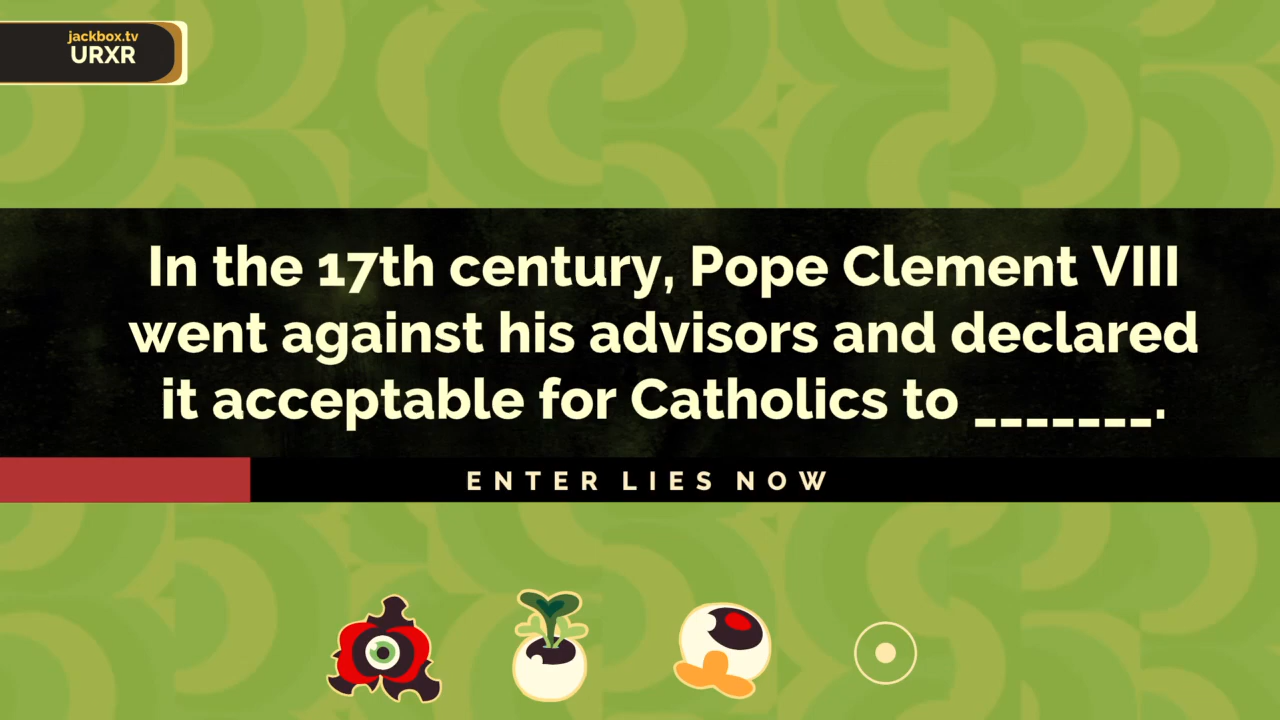 jackbox.tv
URXR
In the 17th century, Pope Clement VIII
went against his advisors and declared
it acceptable for Catholics to _______.
ENTER LIES NOW